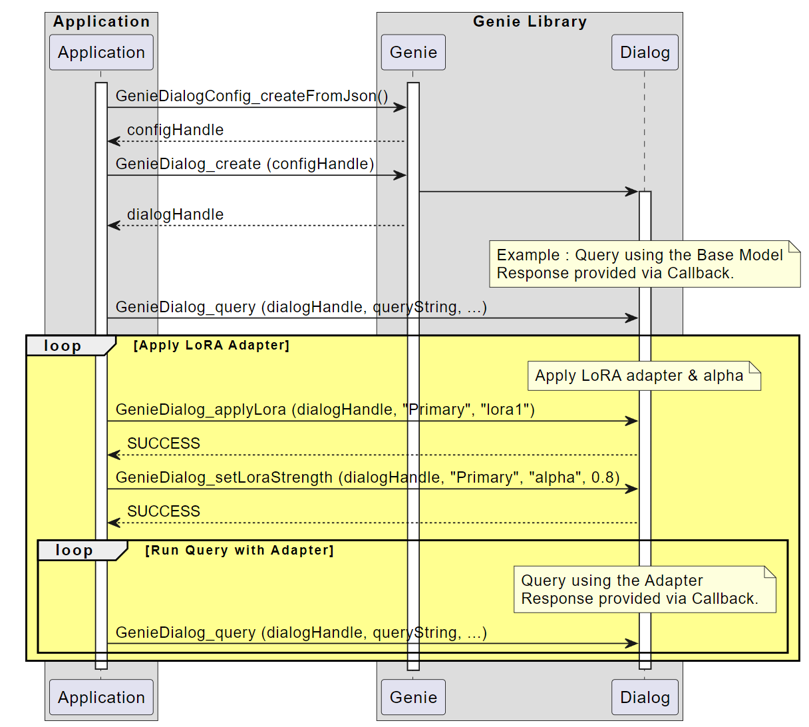 Application
Genie Library
Application
Genie
Dialog
GenieDialogConfig_createFromJson()
configHandle
GenieDialog_create (configHandle)
dialogHandle
Example : Query using the Base Model
Response provided via Callback.
GenieDialog_query (dialogHandle, queryString, ...)
loop
[Apply LoRA Adapter]
Apply LoRA adapter & alpha
GenieDialog_applyLora (dialogHandle, "Primary", "lora1")
SUCCESS
GenieDialog_setLoraStrength (dialogHandle, "Primary", "alpha", 0.8)
SUCCESS
loop
[Run Query with Adapter]
Query using the Adapter
Response provided via Callback.
GenieDialog_query (dialogHandle, queryString, ...)
Application
Genie
Dialog